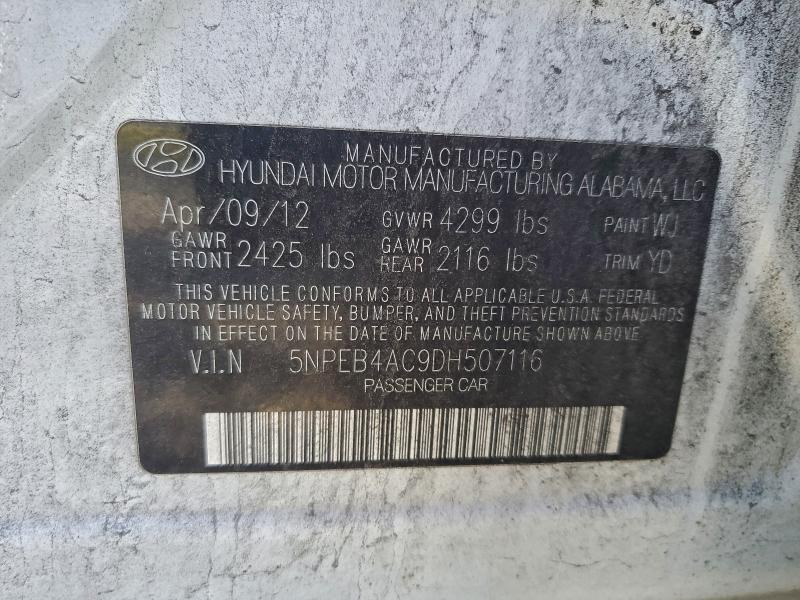 MANUFACTURED BY
HYUNDAI MOTOR MANUFACTURING ALABAMA, LLC
Apr/09/12 GVWR 4299 lbs PAINT WJ
GAWR FRONT 2425 lbs GAWR REAR 2116 lbs TRIM YD
THIS VEHICLE CONFORMS TO ALL APPLICABLE U.S.A. FEDERAL
MOTOR VEHICLE SAFETY, BUMPER, AND THEFT PREVENTION STANDARDS
IN EFFECT ON THE DATE OF MANUFACTURE SHOWN ABOVE.
V.I.N 5NPEB4AC9DH507116
PASSENGER CAR